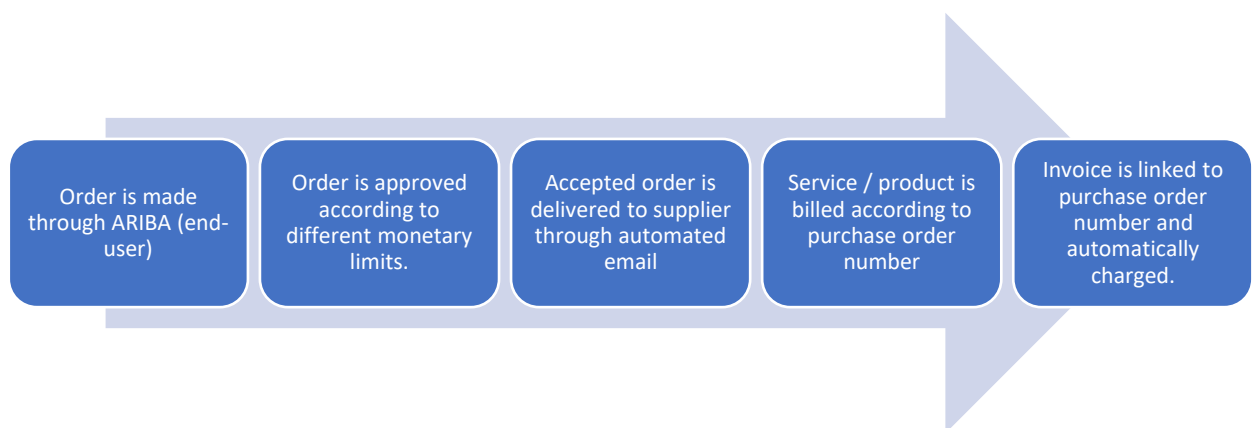 Order is made
through ARIBA (end-
user)
Order is approved
according to
different monetary
limits.
Accepted order is
delivered to supplier
through automated
email
Service / product is
billed according to
purchase order
number
Invoice is linked to
purchase order
number and
automatically
charged.